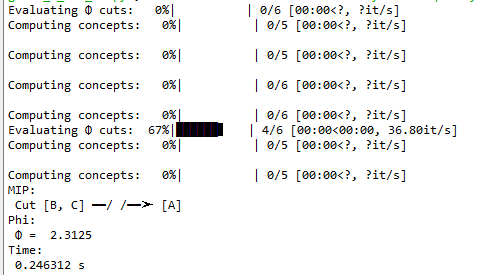 Evaluating Φ cuts:   0%|          | 0/6 [00:00<?, ?it/s]
Computing concepts:   0%|          | 0/5 [00:00<?, ?it/s]
Computing concepts:   0%|          | 0/5 [00:00<?, ?it/s]
Computing concepts:   0%|          | 0/6 [00:00<?, ?it/s]
Computing concepts:   0%|          | 0/6 [00:00<?, ?it/s]
Evaluating Φ cuts:  67%|██████▋   | 4/6 [00:00<00:00, 36.80it/s]
Computing concepts:   0%|          | 0/5 [00:00<?, ?it/s]
Computing concepts:   0%|          | 0/5 [00:00<?, ?it/s]
MIP:
Cut [B, C] ━━/ /━━➤ [A]
Phi:
Φ =  2.3125
Time:
0.246312 s